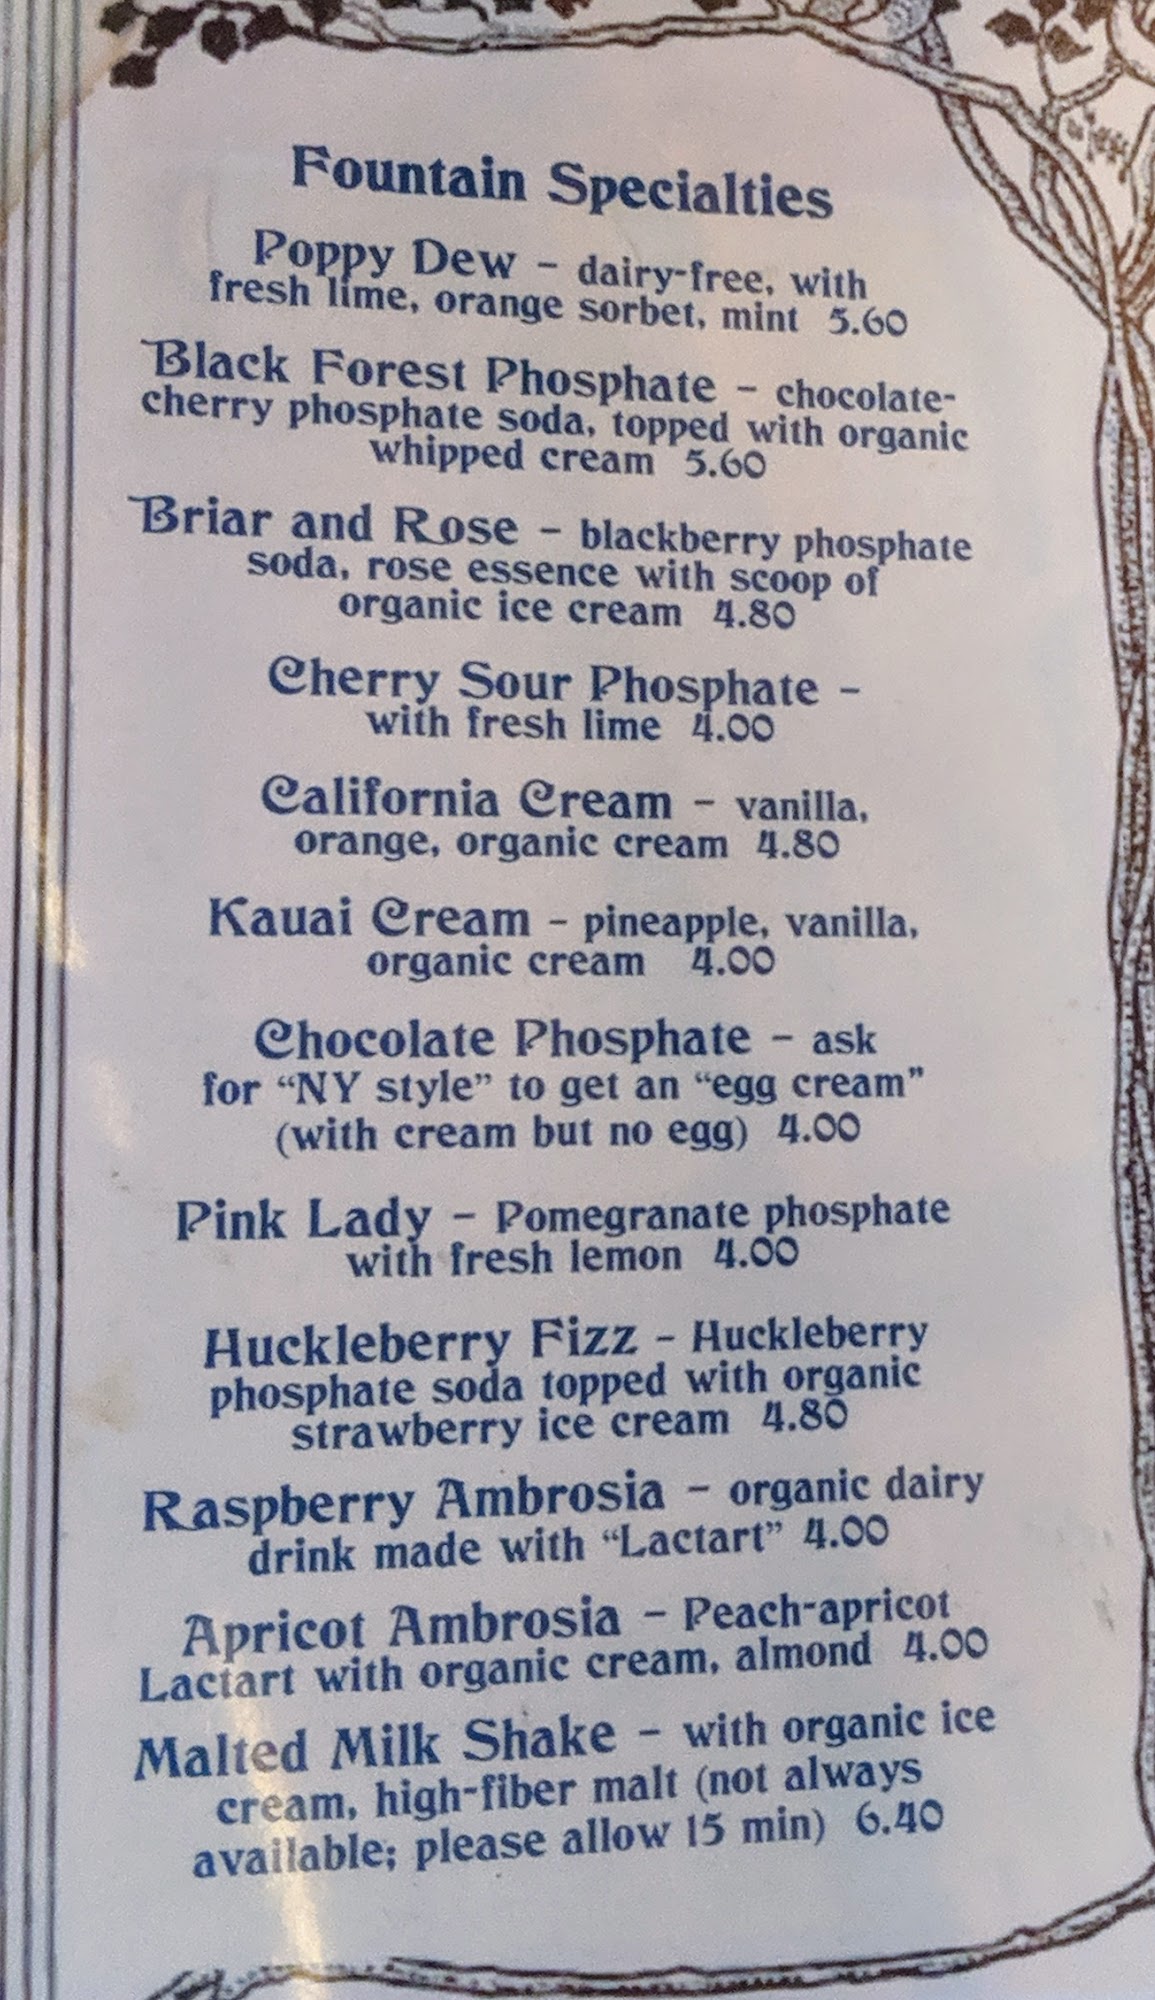 Fountain Specialties
Poppy Dew – dairy-free, with
fresh lime, orange sorbet, mint 5.60
Black Forest Phosphate – chocolate-
cherry phosphate soda, topped with organic
whipped cream 5.60
Briar and Rose – blackberry phosphate
soda, rose essence with scoop of
organic ice cream 4.80
Cherry Sour Phosphate –
with fresh lime 4.00
California Cream – vanilla,
orange, organic cream 4.80
Kauai Cream – pineapple, vanilla,
organic cream 4.00
Chocolate Phosphate – ask
for “NY style” to get an “egg cream”
(with cream but no egg) 4.00
Pink Lady – Pomegranate phosphate
with fresh lemon 4.00
Huckleberry Fizz – Huckleberry
phosphate soda topped with organic
strawberry ice cream 4.80
Raspberry Ambrosia – organic dairy
drink made with “Lactart” 4.00
Apricot Ambrosia – Peach-apricot
Lactart with organic cream, almond 4.00
Malted Milk Shake – with organic ice
cream, high-fiber malt (not always
available; please allow 15 min) 6.40